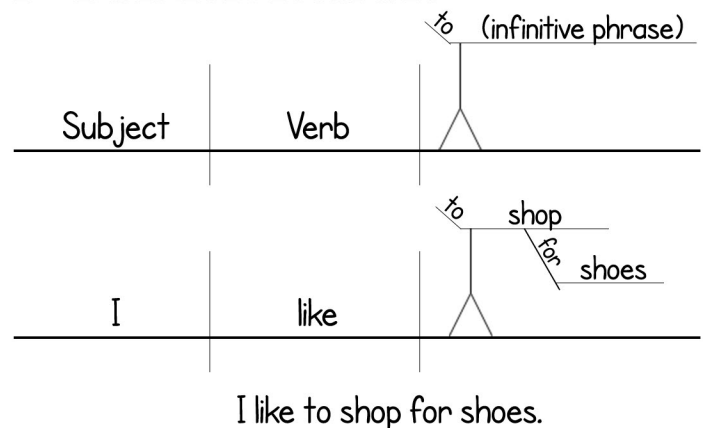 to (infinitive phrase)
Subject Verb
to shop
for shoes
I like
I like to shop for shoes.